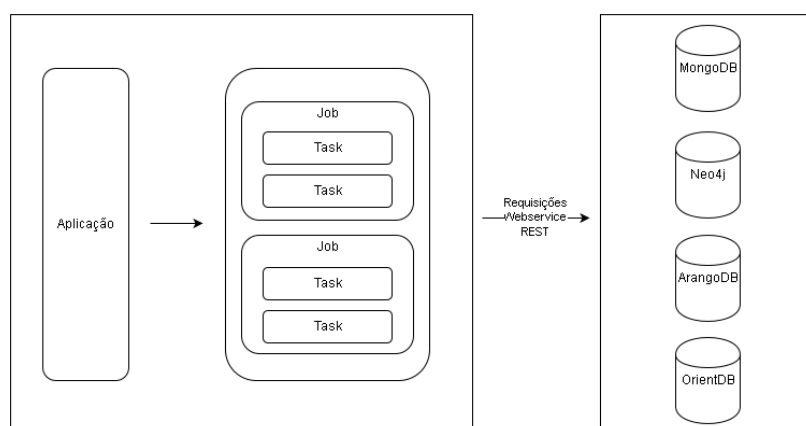 Aplicação
Job
Task
Task
Job
Task
Task
Requisições
Webservice
REST
MongoDB
Neo4j
ArangoDB
OrientDB